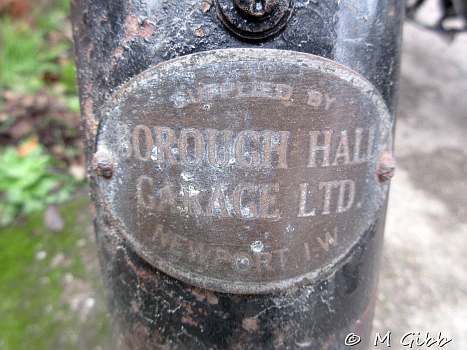 SUPPLIED BY
BOROUGH HALL
GARAGE LTD.
NEWPORT I.W
© M Gibb